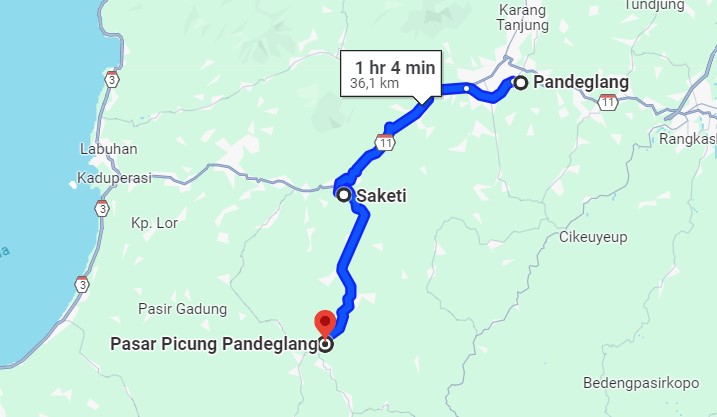 Karang
Tanjung
Tundjung
3
1 hr 4 min
36,1 km
Pandeglang
11
11
Rangkas
Labuhan
Kaduperasi
Saketi
3
Kp. Lor
Cikeuyeup
3
Pasir Gadung
Pasar Picung Pandeglang
Bedengpasirkopo